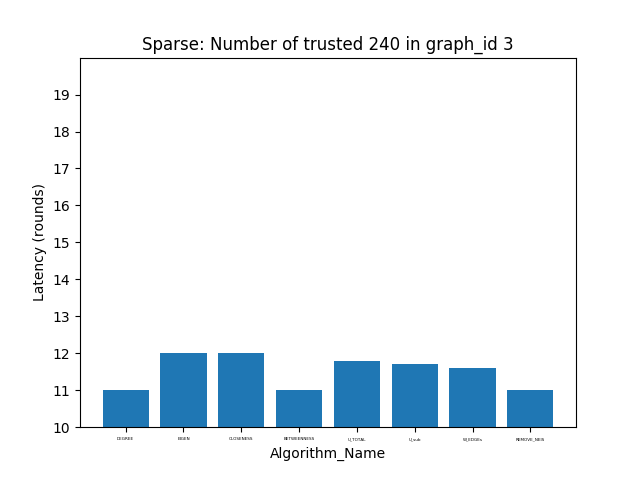 Sparse: Number of trusted 240 in graph_id 3
Latency (rounds)
19
18
17
16
15
14
13
12
11
10
DEGREE EIGEN CLOSENESS BETWEENNESS U_TOTAL U_sub W_EDGEs REMOVE_NEIS
Algorithm_Name